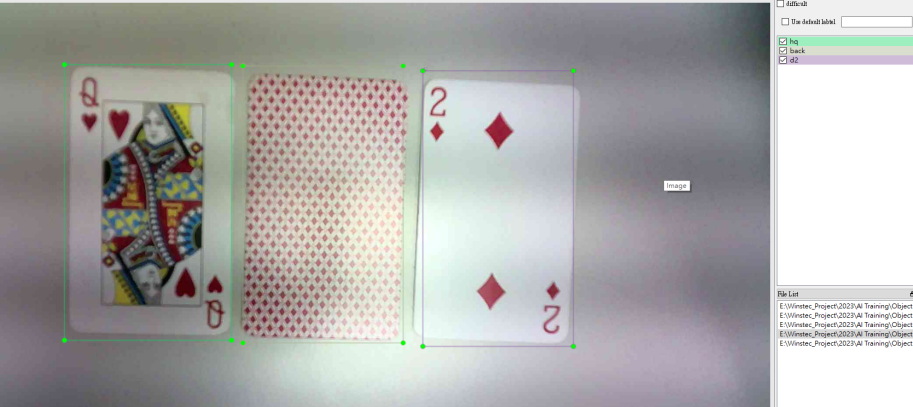 difficult
Use default label
hq
back
d2
Q
2
Image
Q
2
File List
E:\Winstec_Project\2023\AI Training\Object
E:\Winstec_Project\2023\AI Training\Object
E:\Winstec_Project\2023\AI Training\Object
E:\Winstec_Project\2023\AI Training\Object
E:\Winstec_Project\2023\AI Training\Object